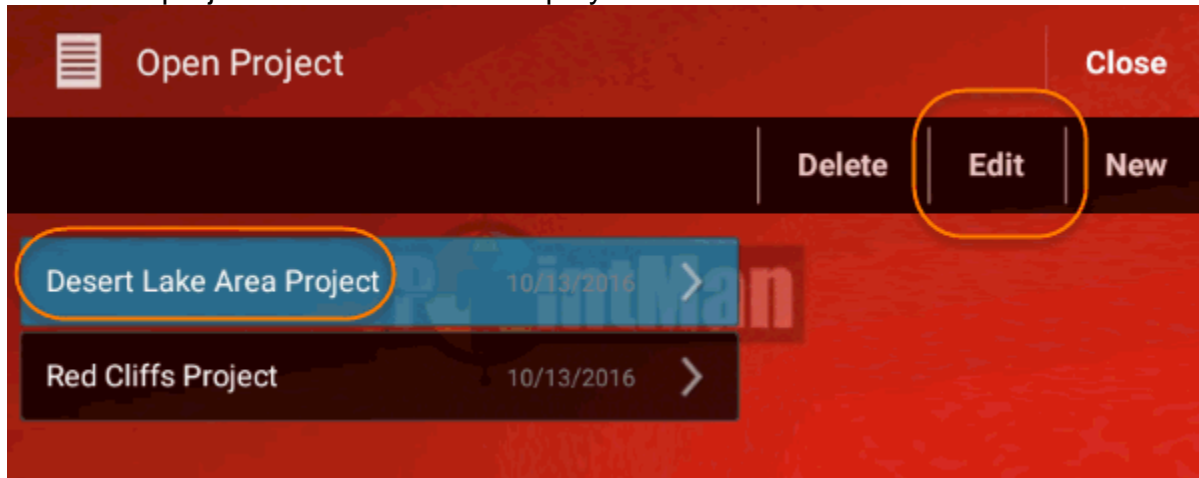 Open Project
Close
Delete
Edit
New
Desert Lake Area Project 10/13/2016
PointMan
Red Cliffs Project 10/13/2016